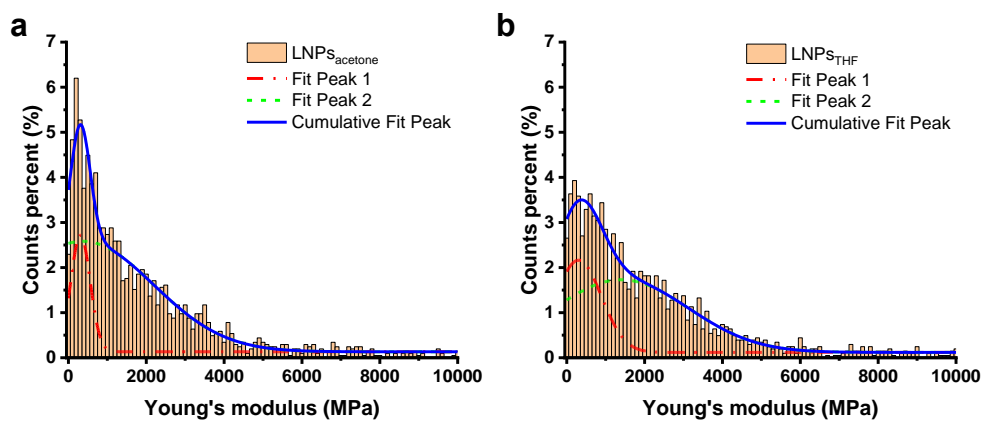 a
LNPsacetone
Fit Peak 1
Fit Peak 2
Cumulative Fit Peak
Counts percent (%)
7
6
5
4
3
2
1
0
0 2000 4000 6000 8000 10000
Young's modulus (MPa)
b
LNPsTHF
Fit Peak 1
Fit Peak 2
Cumulative Fit Peak
Counts percent (%)
7
6
5
4
3
2
1
0
0 2000 4000 6000 8000 10000
Young's modulus (MPa)